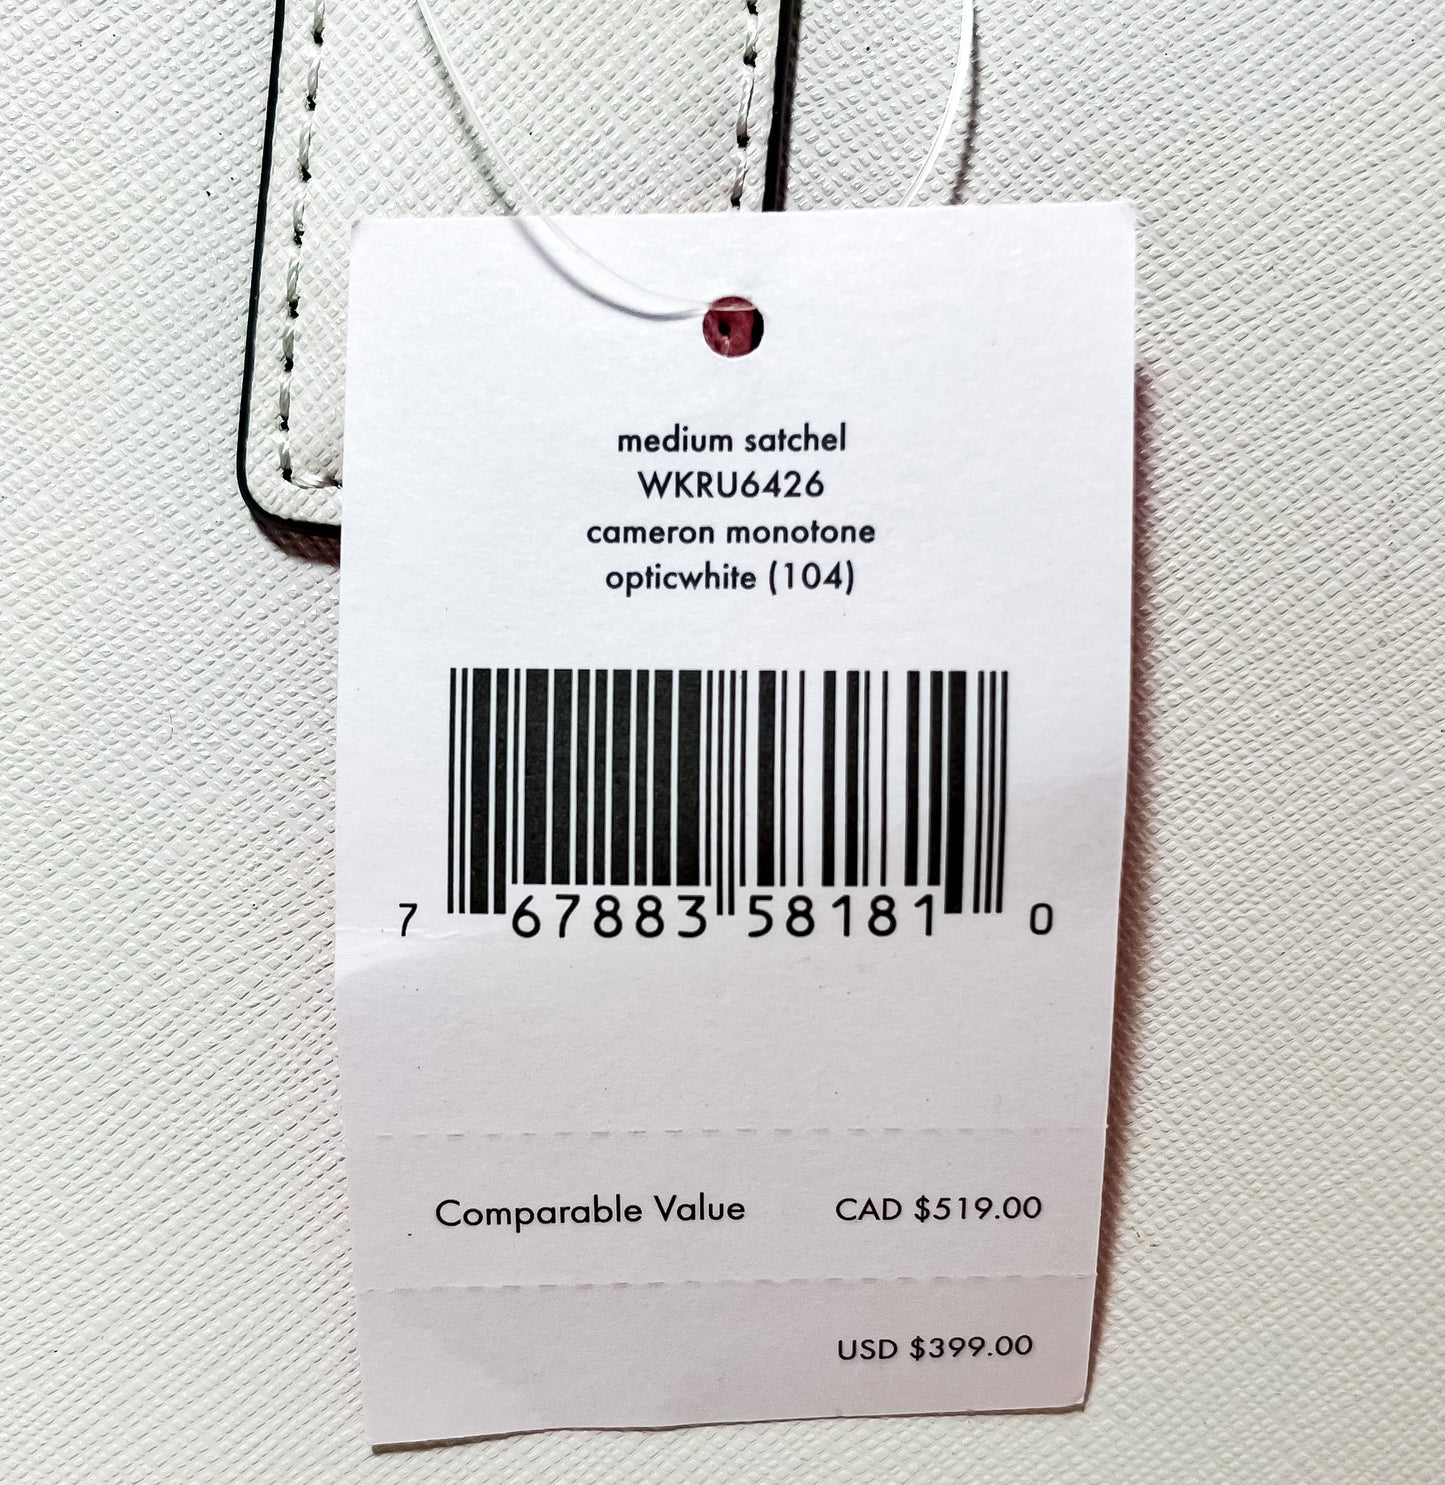 medium satchel
WKRU6426
cameron monotone
opticwhite (104)
7 67883 58181 0
Comparable Value CAD $519.00
USD $399.00